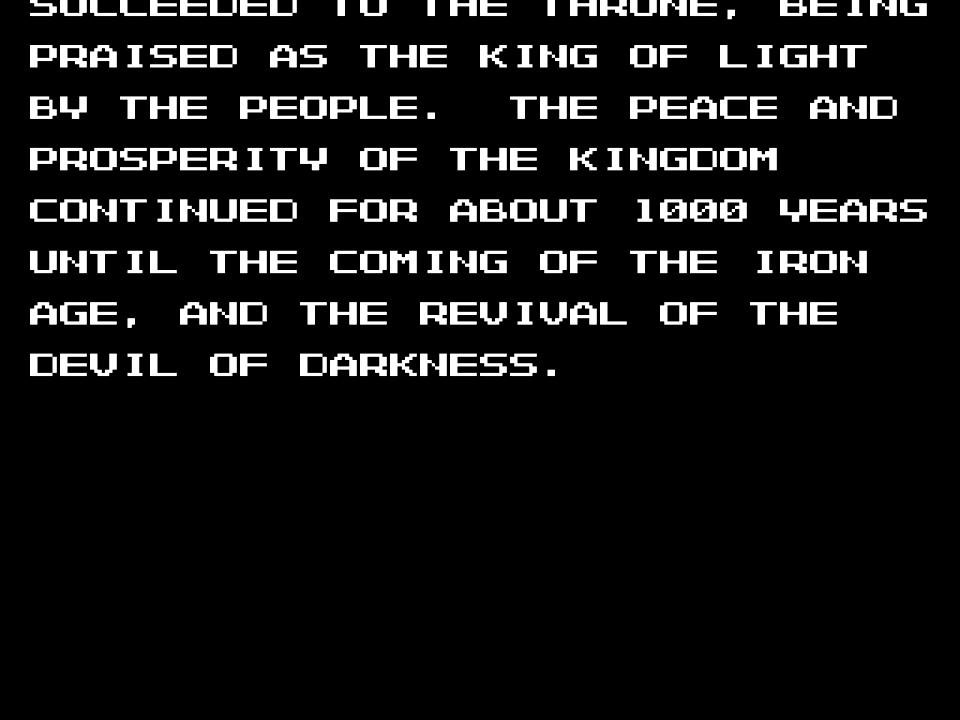 SUCCEEDED TO THE THRONE, BEING
PRAISED AS THE KING OF LIGHT
BY THE PEOPLE.  THE PEACE AND
PROSPERITY OF THE KINGDOM
CONTINUED FOR ABOUT 1000 YEARS
UNTIL THE COMING OF THE IRON
AGE, AND THE REVIVAL OF THE
DEVIL OF DARKNESS.